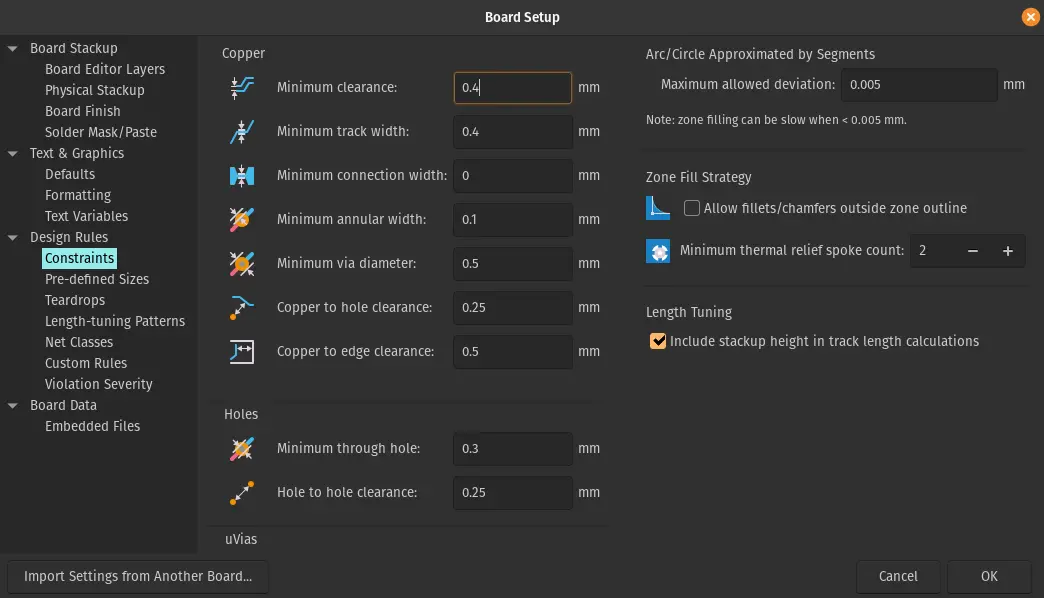 Board Setup
Board Stackup
Board Editor Layers
Physical Stackup
Board Finish
Solder Mask/Paste
Text & Graphics
Defaults
Formatting
Text Variables
Design Rules
Constraints
Pre-defined Sizes
Teardrops
Length-tuning Patterns
Net Classes
Custom Rules
Violation Severity
Board Data
Embedded Files
Copper
Minimum clearance: 0.4 mm
Minimum track width: 0.4 mm
Minimum connection width: 0 mm
Minimum annular width: 0.1 mm
Minimum via diameter: 0.5 mm
Copper to hole clearance: 0.25 mm
Copper to edge clearance: 0.5 mm
Holes
Minimum through hole: 0.3 mm
Hole to hole clearance: 0.25 mm
uVias
Arc/Circle Approximated by Segments
Maximum allowed deviation: 0.005 mm
Note: zone filling can be slow when < 0.005 mm.
Zone Fill Strategy
Allow fillets/chamfers outside zone outline
Minimum thermal relief spoke count: 2 − +
Length Tuning
Include stackup height in track length calculations
Import Settings from Another Board...
Cancel
OK